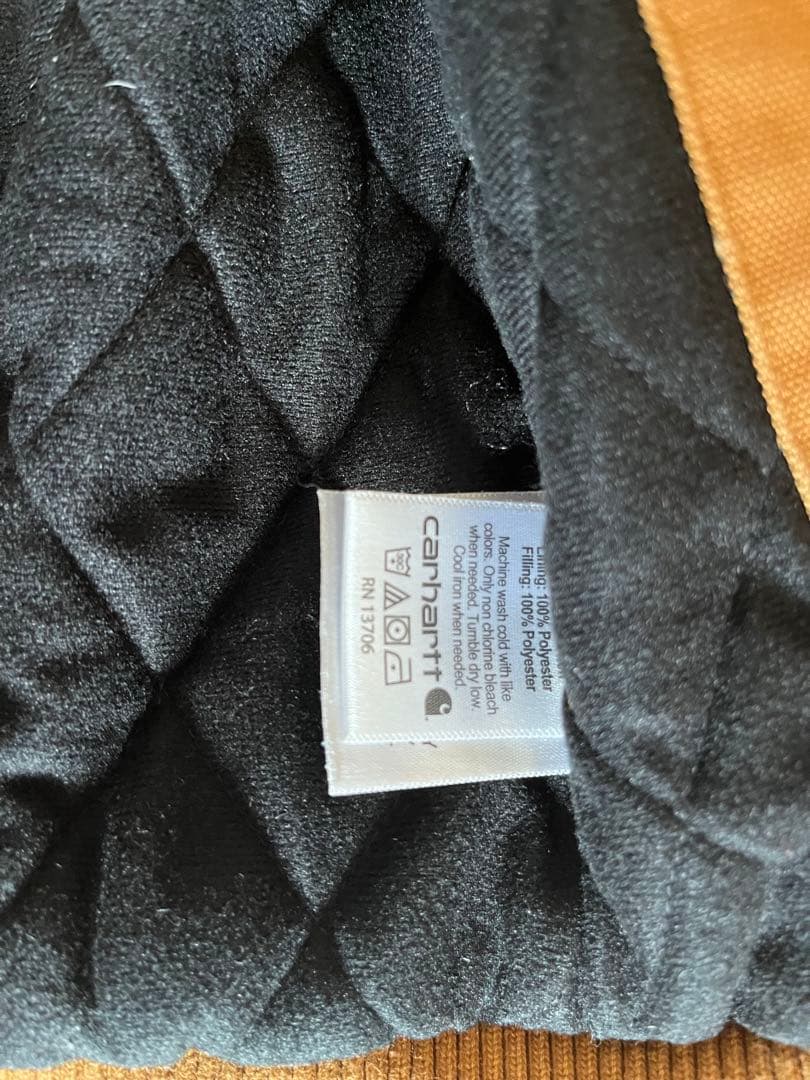 Lining: 100% Polyester
Filling: 100% Polyester
Machine wash cold with like
colors. Only non chlorine bleach
when needed. Tumble dry low.
Cool iron when needed.
carhartt
RN 13706